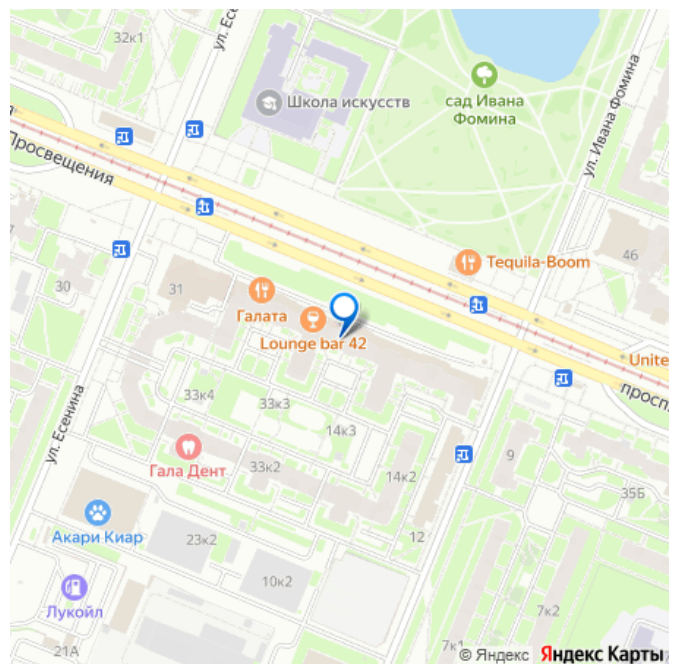 32к1
ул. Есенина
Школа искусств
сад Ивана
Фомина
ул. Ивана Фомина
Просвещения
Tequila-Boom
46
30
31
Галата
Lounge bar 42
Unite
просп
33к4
33к3
14к3
ул. Есенина
Гала Дент
33к2
14к2
9
35Б
Акари Киар
23к2
12
10к2
Лукойл
7к2
21А
7к1
© Яндекс Яндекс Карты